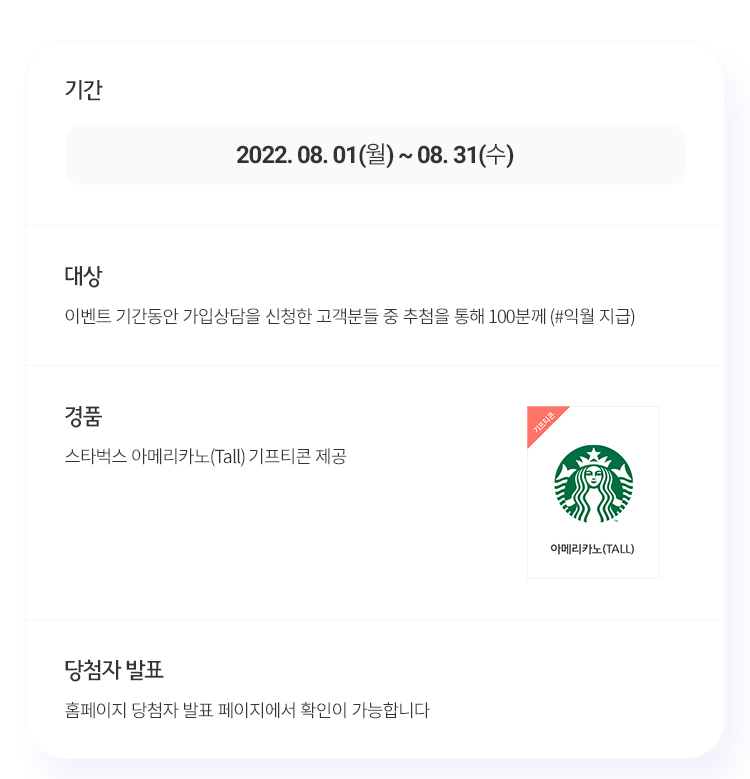 기간
2022. 08. 01(월) ~ 08. 31(수)
대상
이벤트 기간동안 가입상담을 신청한 고객분들 중 추첨을 통해 100분께 (#익월 지급)
경품
스타벅스 아메리카노(Tall) 기프티콘 제공
기프티콘
아메리카노(TALL)
당첨자 발표
홈페이지 당첨자 발표 페이지에서 확인이 가능합니다